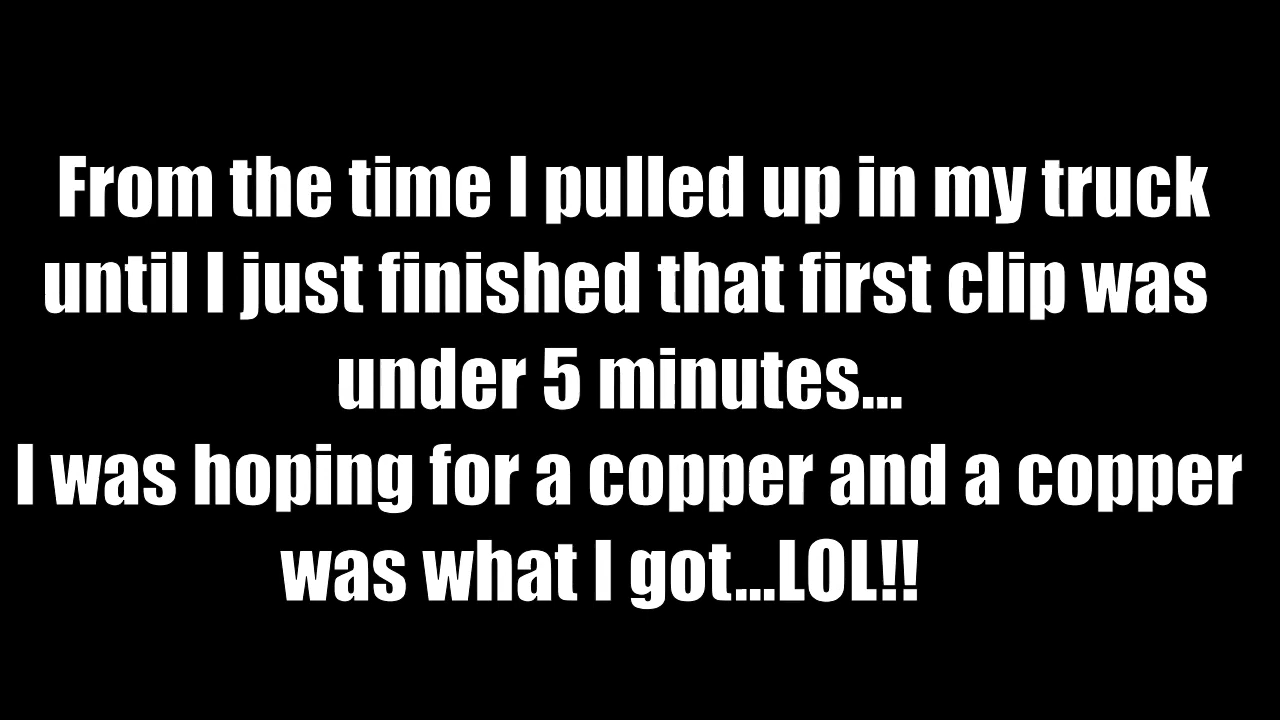 From the time I pulled up in my truck
until I just finished that first clip was
under 5 minutes...
I was hoping for a copper and a copper
was what I got...LOL!!